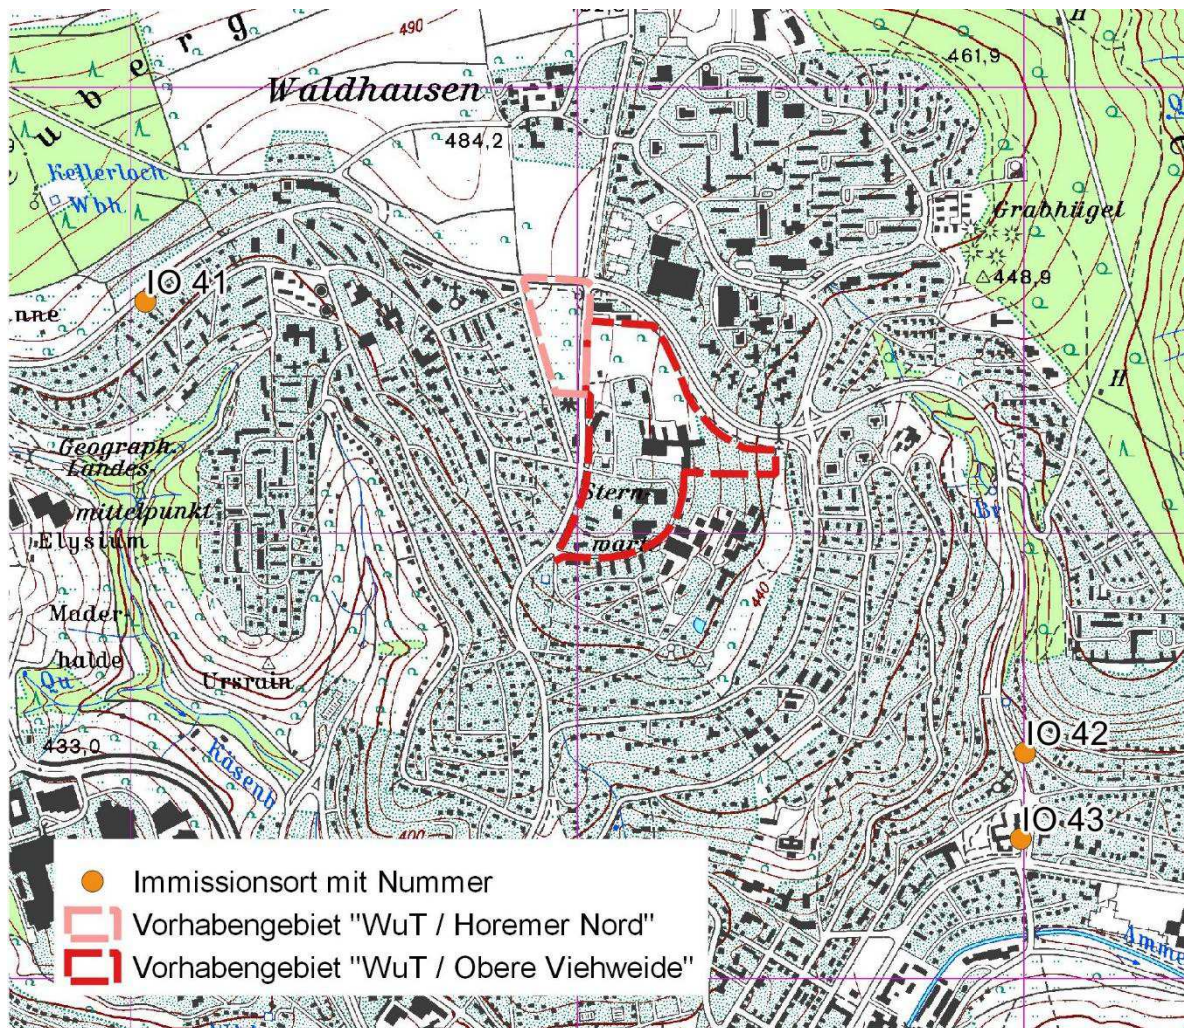 490
461,9
H
Waldhausen
484,2
Kellerloch
Wbh.
Grabhügel
448,9
IO 41
H
Geograph.
Landes-
mittelpunkt
Stern-
warte
Elysium
440
Mader-
halde
Qu
Ursrain
433,0
Käsenb
IO 42
400
IO 43
Immissionsort mit Nummer
Vorhabengebiet "WuT / Horemer Nord"
Vorhabengebiet "WuT / Obere Viehweide"
Amme